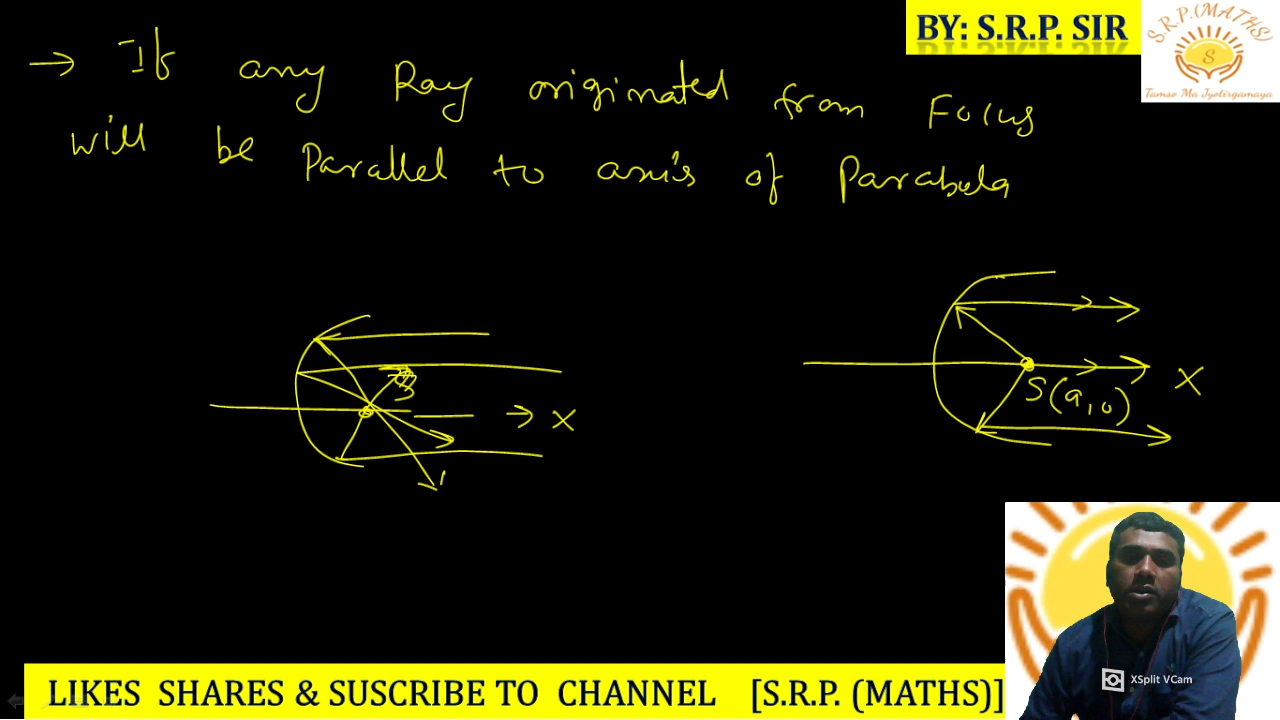 BY: S.R.P. SIR
S.R.P.(MATHS)
S
Tamso Ma Jyotirgamaya
→ If any Ray originated from Focus
will be Parallel to axis of Parabola
→ X
S(a,0)
X
XSplit VCam
LIKES SHARES & SUSCRIBE TO CHANNEL [S.R.P. (MATHS)]